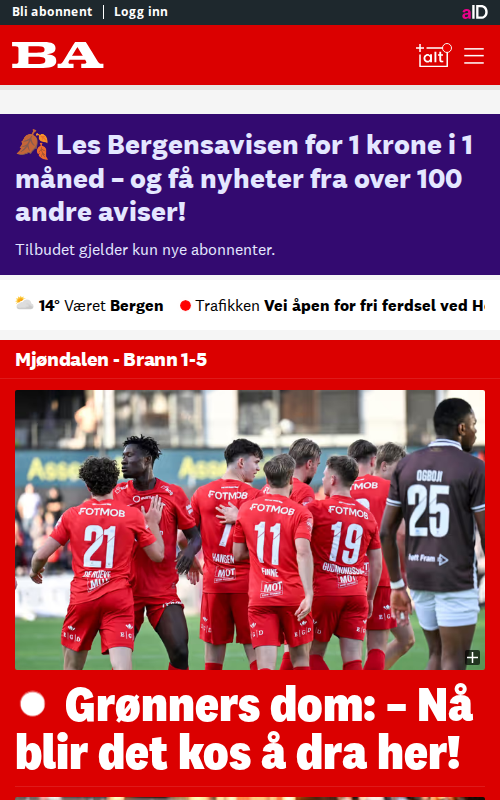 Bli abonnent
Logg inn
aID
BA
+alt
Les Bergensavisen for 1 krone i 1
måned – og få nyheter fra over 100
andre aviser!
Tilbudet gjelder kun nye abonnenter.
14° Været Bergen
Trafikken Vei åpen for fri ferdsel ved H
Mjøndalen - Brann 1-5
FOTMOB
21
MOT
FOTMOB
7
HANSEN
MOT
FOTMOB
11
FINNE
MOT
FOTMOB
19
GUDMUNDSSON
MOT
FOTMOB
OGBOJI
25
Grønners dom: – Nå
blir det kos å dra her!